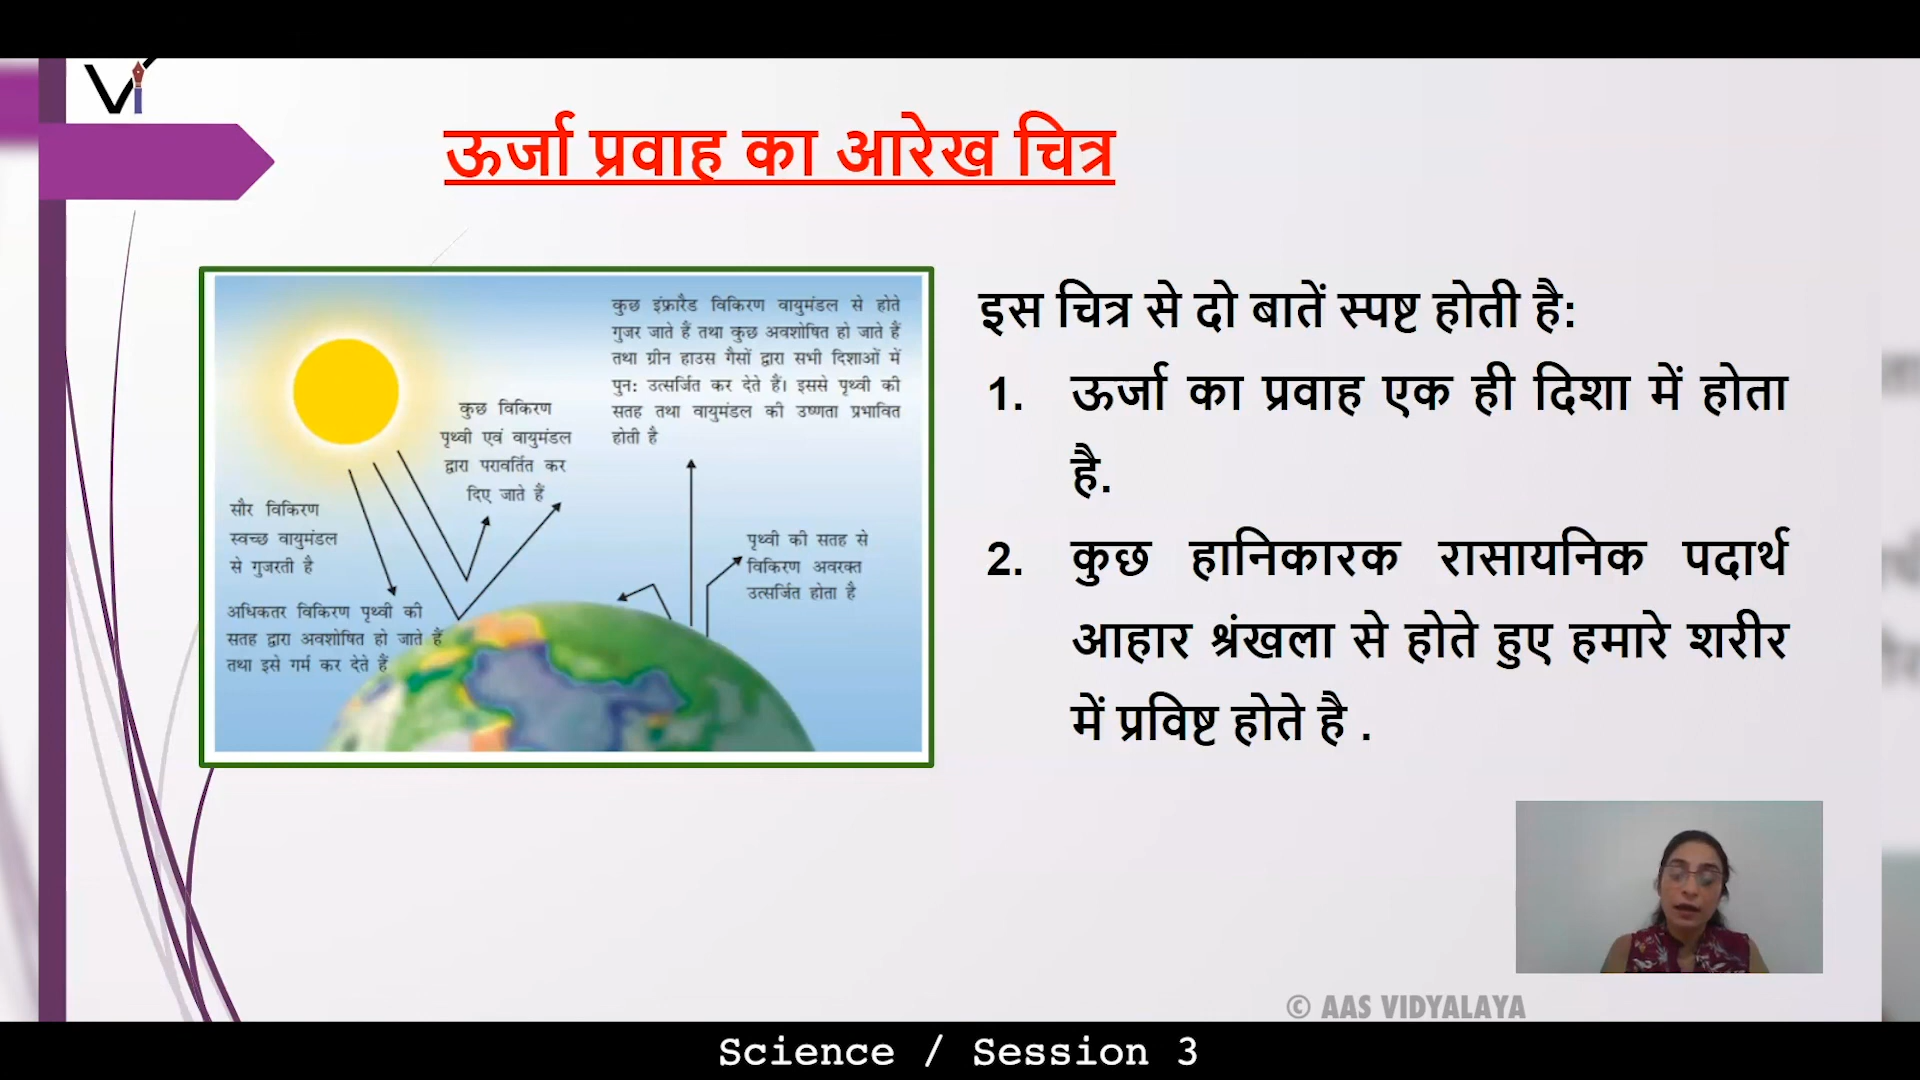 Vi
ऊर्जा प्रवाह का आरेख चित्र
कुछ इंफ्रारैड विकिरण वायुमंडल से होते
गुजर जाते हैं तथा कुछ अवशोषित हो जाते हैं
तथा ग्रीन हाउस गैसों द्वारा सभी दिशाओं में
पुन: उत्सर्जित कर देते हैं। इससे पृथ्वी की
सतह तथा वायुमंडल की उष्णता प्रभावित
होती है
कुछ विकिरण
पृथ्वी एवं वायुमंडल
द्वारा परावर्तित कर
दिए जाते हैं
सौर विकिरण
स्वच्छ वायुमंडल
से गुजरती है
पृथ्वी की सतह से
विकिरण अवरक्त
उत्सर्जित होता है
अधिकतर विकिरण पृथ्वी की
सतह द्वारा अवशोषित हो जाते हैं
तथा इसे गर्म कर देते हैं
इस चित्र से दो बातें स्पष्ट होती है:
1. ऊर्जा का प्रवाह एक ही दिशा में होता
है.
2. कुछ हानिकारक रासायनिक पदार्थ
आहार श्रंखला से होते हुए हमारे शरीर
में प्रविष्ट होते है .
© AAS VIDYALAYA
Science / Session 3